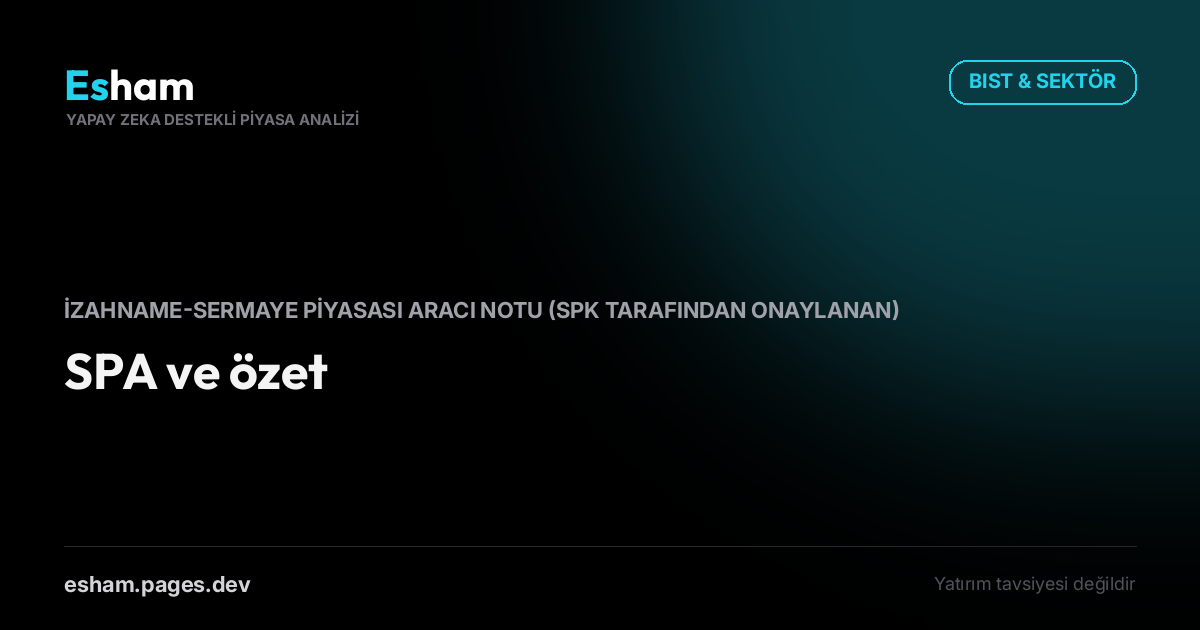 Esham
BIST & SEKTÖR
YAPAY ZEKA DESTEKLİ PİYASA ANALİZİ
İZAHNAME-SERMAYE PİYASASI ARACI NOTU (SPK TARAFINDAN ONAYLANAN)
SPA ve özet
esham.pages.dev
Yatırım tavsiyesi değildir